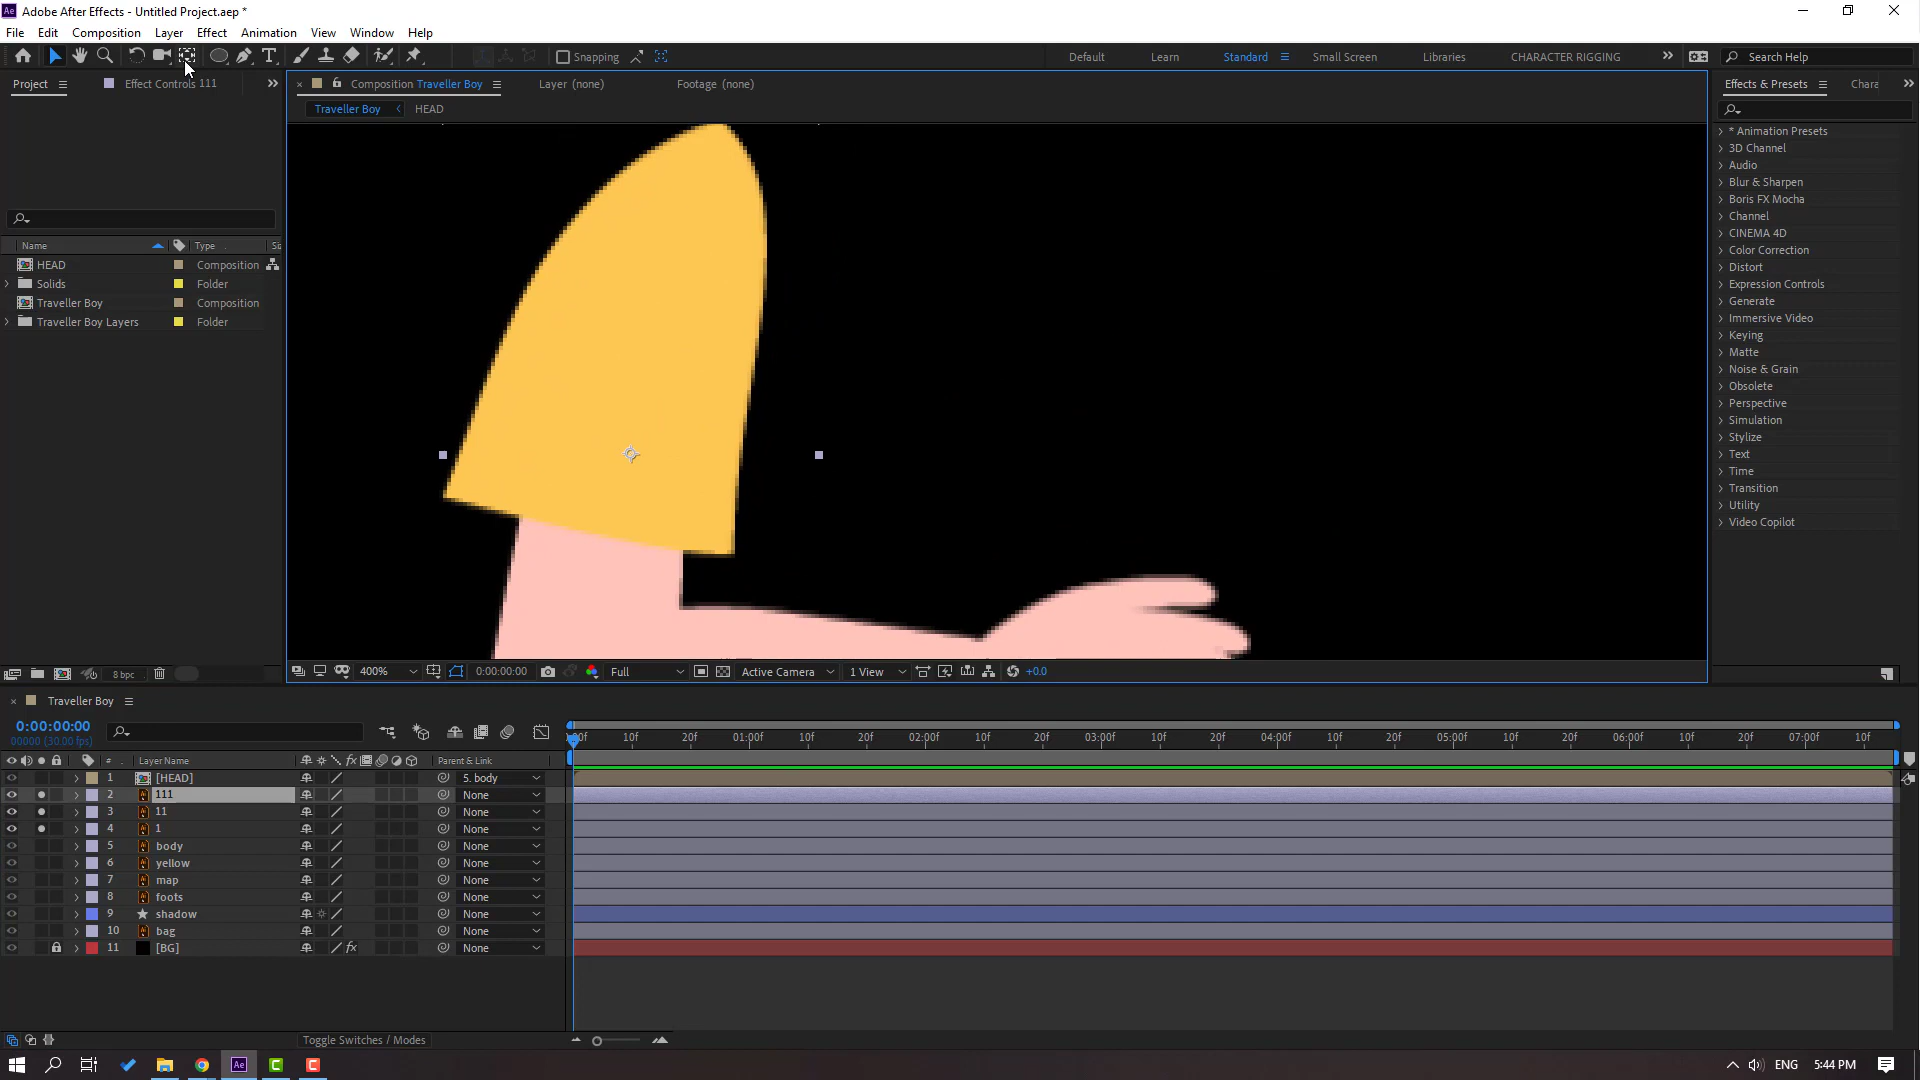 Adobe After Effects - Untitled Project.aep *
File Edit Composition Layer Effect Animation View Window Help
Snapping Default Learn Standard Small Screen Libraries CHARACTER RIGGING Search Help
Project Effect Controls 111 Composition Traveller Boy Layer (none) Footage (none) Effects & Presets Chara
Traveller Boy HEAD
* Animation Presets
3D Channel
Audio
Blur & Sharpen
Boris FX Mocha
Channel
CINEMA 4D
Color Correction
Distort
Expression Controls
Generate
Immersive Video
Keying
Matte
Noise & Grain
Obsolete
Perspective
Simulation
Stylize
Text
Time
Transition
Utility
Video Copilot
Name Type Si
HEAD Composition
Solids Folder
Traveller Boy Composition
Traveller Boy Layers Folder
8 bpc 400% 0:00:00:00 Full Active Camera 1 View +0.0
Traveller Boy
0:00:00:00
00000 (30.00 fps)
:00f 10f 20f 01:00f 10f 20f 02:00f 10f 20f 03:00f 10f 20f 04:00f 10f 20f 05:00f 10f 20f 06:00f 10f 20f 07:00f 10f
# Layer Name fx Parent & Link
1 [HEAD] 5. body
2 111 None
3 11 None
4 1 None
5 body None
6 yellow None
7 map None
8 foots None
9 shadow None
10 bag None
11 [BG] fx None
Toggle Switches / Modes
Ae C C ENG 5:44 PM